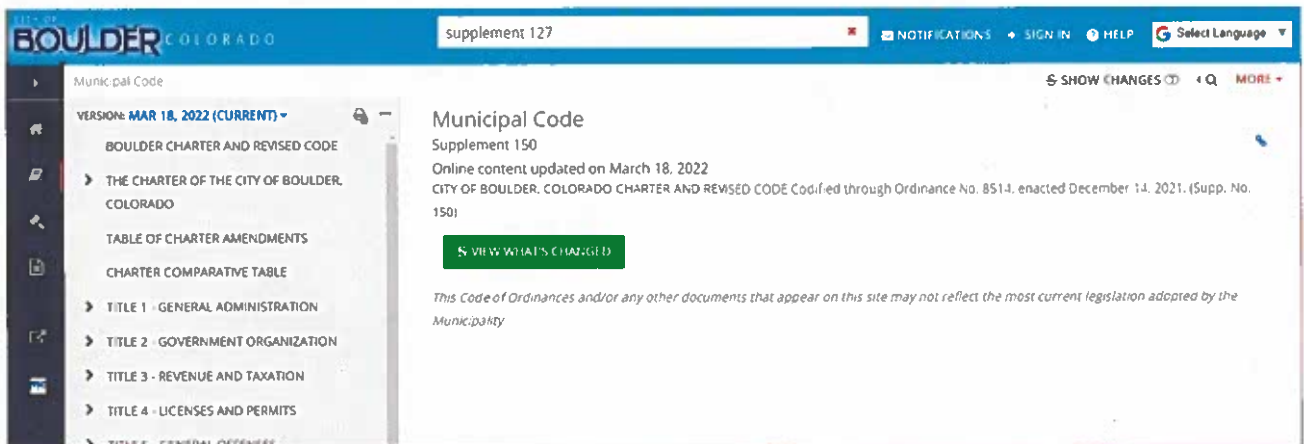 CITY OF
BOULDER COLORADO
supplement 127
NOTIFICATIONS SIGN IN HELP Select Language
Municipal Code
SHOW CHANGES MORE
VERSION: MAR 18, 2022 (CURRENT)
BOULDER CHARTER AND REVISED CODE
THE CHARTER OF THE CITY OF BOULDER, COLORADO
TABLE OF CHARTER AMENDMENTS
CHARTER COMPARATIVE TABLE
TITLE 1 - GENERAL ADMINISTRATION
TITLE 2 - GOVERNMENT ORGANIZATION
TITLE 3 - REVENUE AND TAXATION
TITLE 4 - LICENSES AND PERMITS
TITLE 5 - GENERAL OFFENSES
Municipal Code
Supplement 150
Online content updated on March 18, 2022
CITY OF BOULDER, COLORADO CHARTER AND REVISED CODE Codified through Ordinance No. 8514, enacted December 14, 2021. (Supp. No.
150)
VIEW WHAT'S CHANGED
This Code of Ordinances and/or any other documents that appear on this site may not reflect the most current legislation adopted by the
Municipality